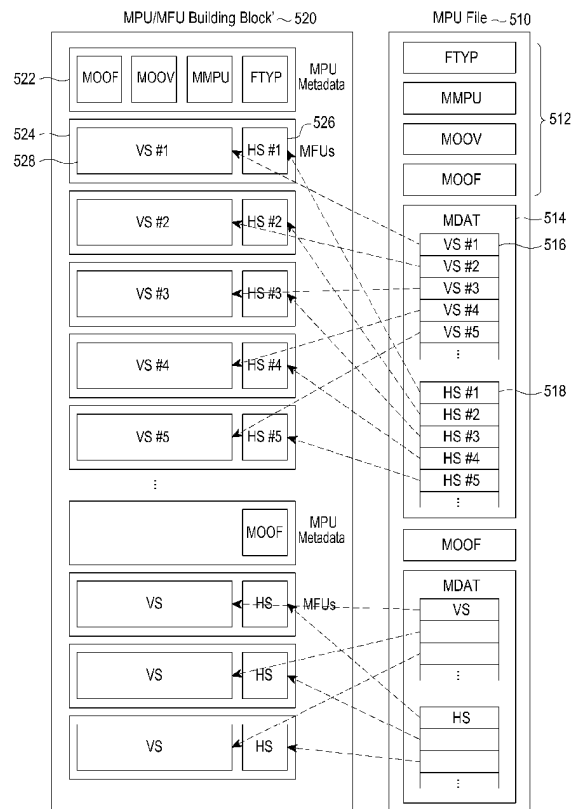 MPU/MFU Building Block' 520
MPU File 510
522
MOOF
MOOV
MMPU
FTYP
MPU
Metadata
524
528
VS #1
HS #1
526
MFUs
VS #2
HS #2
VS #3
HS #3
VS #4
HS #4
VS #5
HS #5
⋮
MOOF
MPU
Metadata
VS
HS
MFUs
VS
HS
VS
HS
FTYP
MMPU
MOOV
MOOF
512
MDAT
514
VS #1
516
VS #2
VS #3
VS #4
VS #5
⋮
HS #1
518
HS #2
HS #3
HS #4
HS #5
⋮
MOOF
MDAT
VS
⋮
HS
⋮